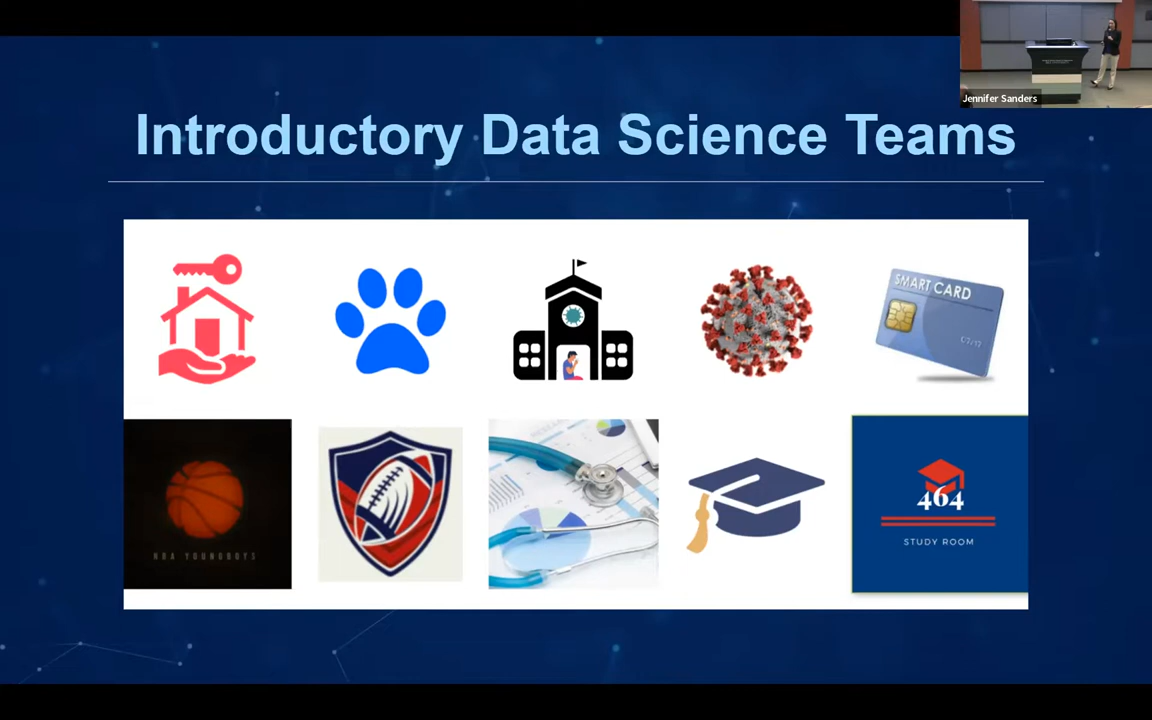 Jennifer Sanders
Introductory Data Science Teams
SMART CARD
NBA YOUNGBOYS
464
STUDY ROOM